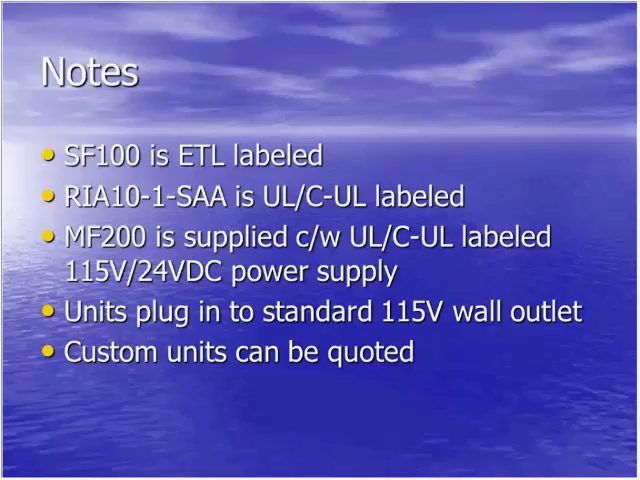 Notes
• SF100 is ETL labeled
• RIA10-1-SAA is UL/C-UL labeled
• MF200 is supplied c/w UL/C-UL labeled
115V/24VDC power supply
• Units plug in to standard 115V wall outlet
• Custom units can be quoted